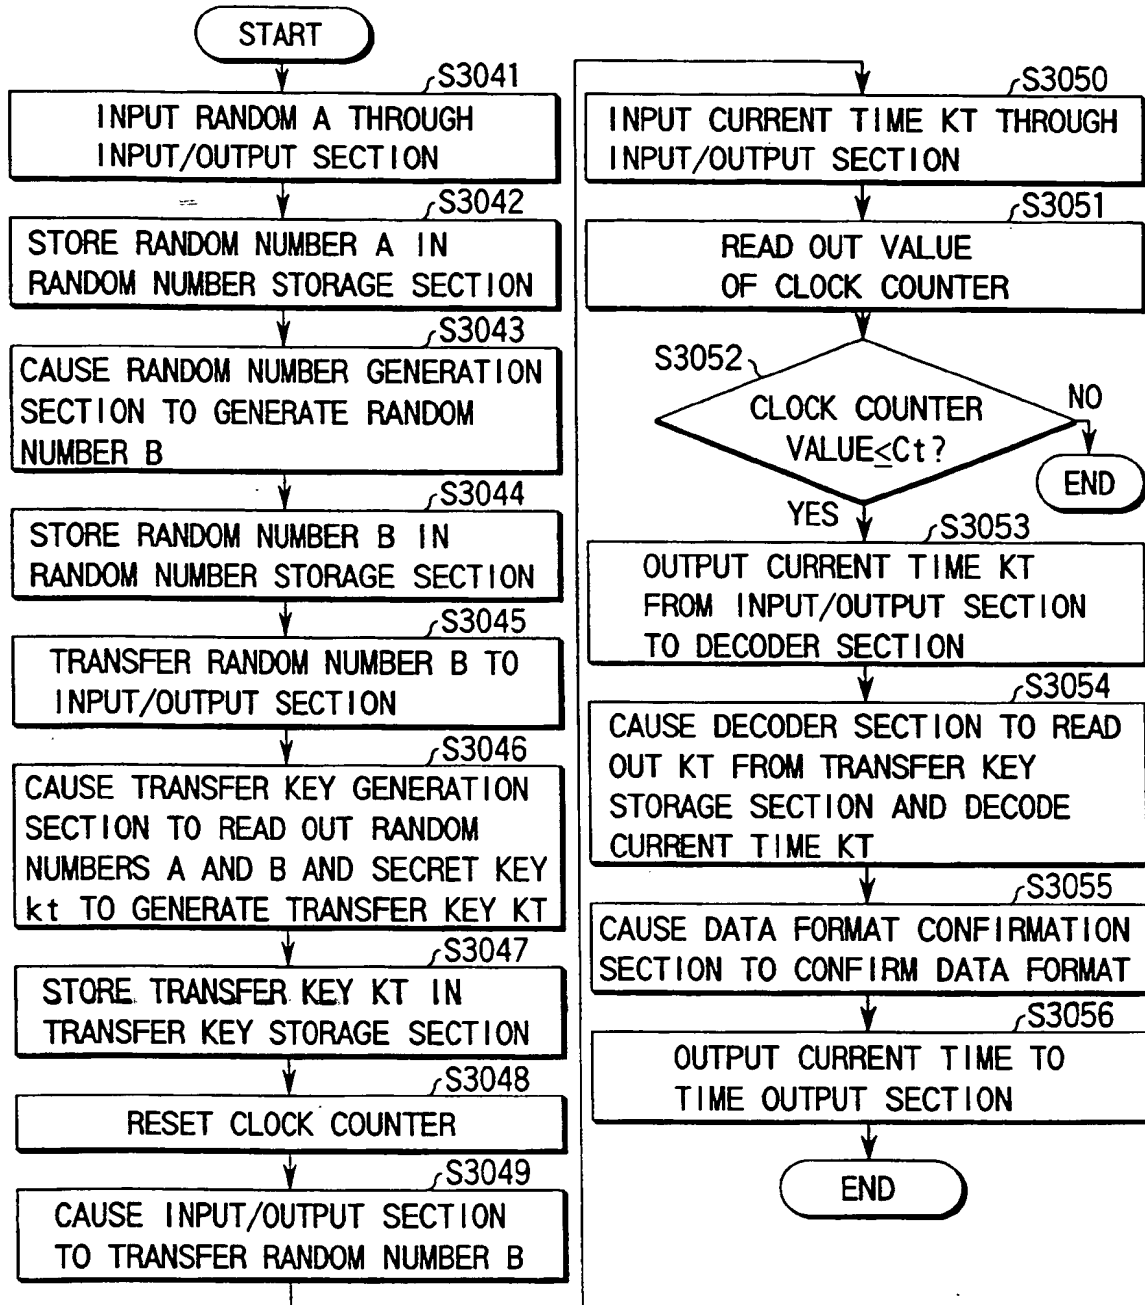 START
S3041
INPUT RANDOM A THROUGH
INPUT/OUTPUT SECTION
S3042
STORE RANDOM NUMBER A IN
RANDOM NUMBER STORAGE SECTION
S3043
CAUSE RANDOM NUMBER GENERATION
SECTION TO GENERATE RANDOM
NUMBER B
S3044
STORE RANDOM NUMBER B IN
RANDOM NUMBER STORAGE SECTION
S3045
TRANSFER RANDOM NUMBER B TO
INPUT/OUTPUT SECTION
S3046
CAUSE TRANSFER KEY GENERATION
SECTION TO READ OUT RANDOM
NUMBERS A AND B AND SECRET KEY
kt TO GENERATE TRANSFER KEY KT
S3047
STORE TRANSFER KEY KT IN
TRANSFER KEY STORAGE SECTION
S3048
RESET CLOCK COUNTER
S3049
CAUSE INPUT/OUTPUT SECTION
TO TRANSFER RANDOM NUMBER B
S3050
INPUT CURRENT TIME KT THROUGH
INPUT/OUTPUT SECTION
S3051
READ OUT VALUE
OF CLOCK COUNTER
S3052
CLOCK COUNTER
VALUE≤Ct?
NO
END
YES
S3053
OUTPUT CURRENT TIME KT
FROM INPUT/OUTPUT SECTION
TO DECODER SECTION
S3054
CAUSE DECODER SECTION TO READ
OUT KT FROM TRANSFER KEY
STORAGE SECTION AND DECODE
CURRENT TIME KT
S3055
CAUSE DATA FORMAT CONFIRMATION
SECTION TO CONFIRM DATA FORMAT
S3056
OUTPUT CURRENT TIME TO
TIME OUTPUT SECTION
END